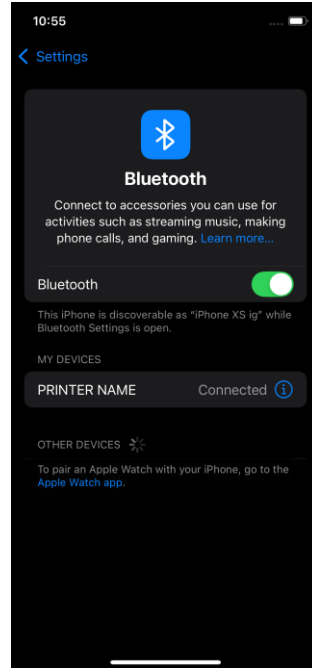 10:55
Settings
Bluetooth
Connect to accessories you can use for
activities such as streaming music, making
phone calls, and gaming. Learn more...
Bluetooth
This iPhone is discoverable as “iPhone XS ig” while
Bluetooth Settings is open.
MY DEVICES
PRINTER NAME Connected
OTHER DEVICES
To pair an Apple Watch with your iPhone, go to the
Apple Watch app.